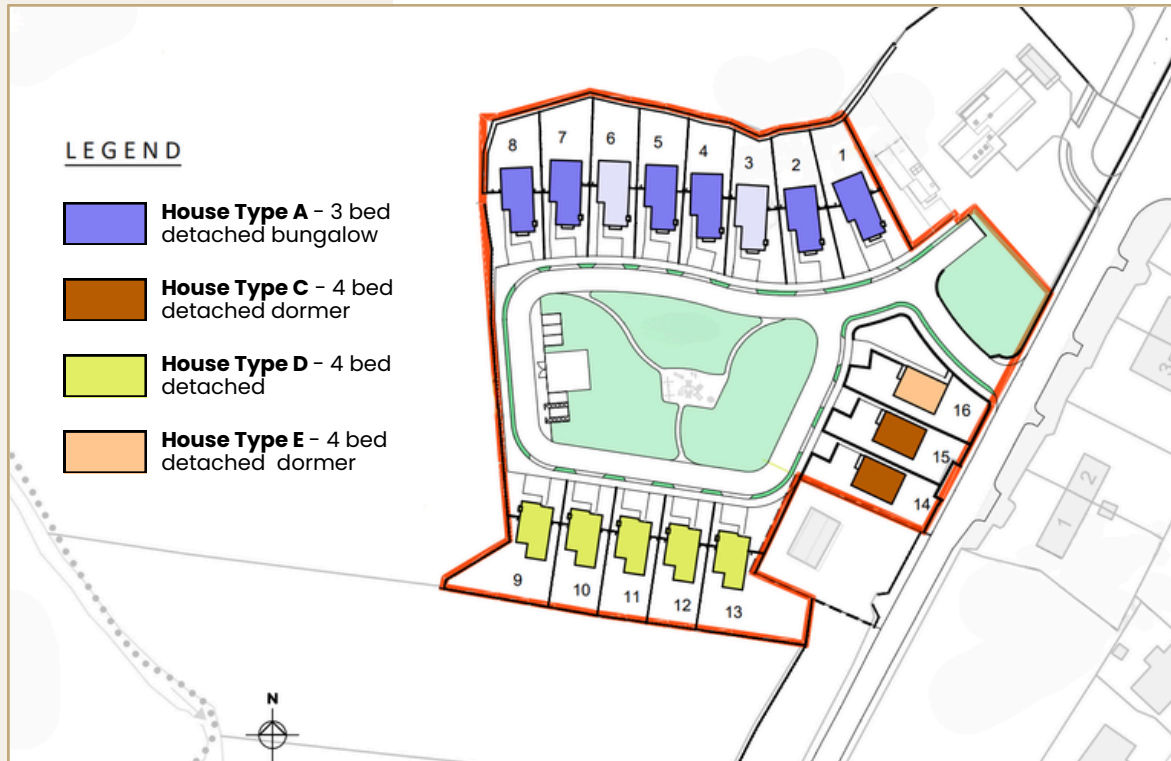 LEGEND
House Type A - 3 bed
detached bungalow
House Type C - 4 bed
detached dormer
House Type D - 4 bed
detached
House Type E - 4 bed
detached dormer
8
7
6
5
4
3
2
1
16
15
14
9
10
11
12
13
2
1
N